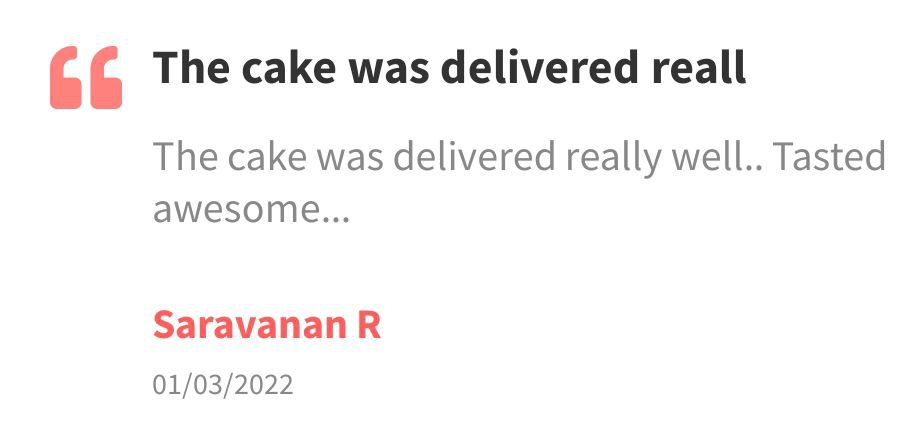 The cake was delivered reall
The cake was delivered really well.. Tasted
awesome...
Saravanan R
01/03/2022